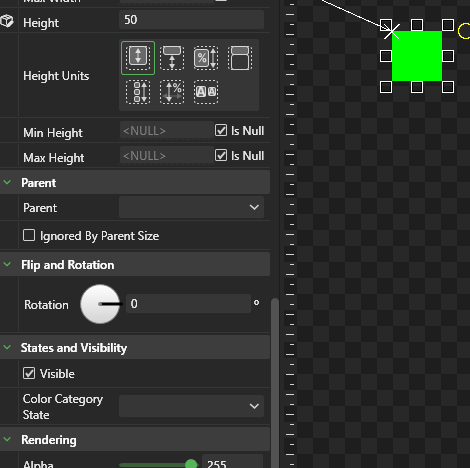 Max Width
Height 50
Height Units
%
%
A A
Min Height <NULL> Is Null
Max Height <NULL> Is Null
Parent
Parent
Ignored By Parent Size
Flip and Rotation
Rotation 0 °
States and Visibility
Visible
Color Category
State
Rendering
Alpha 255